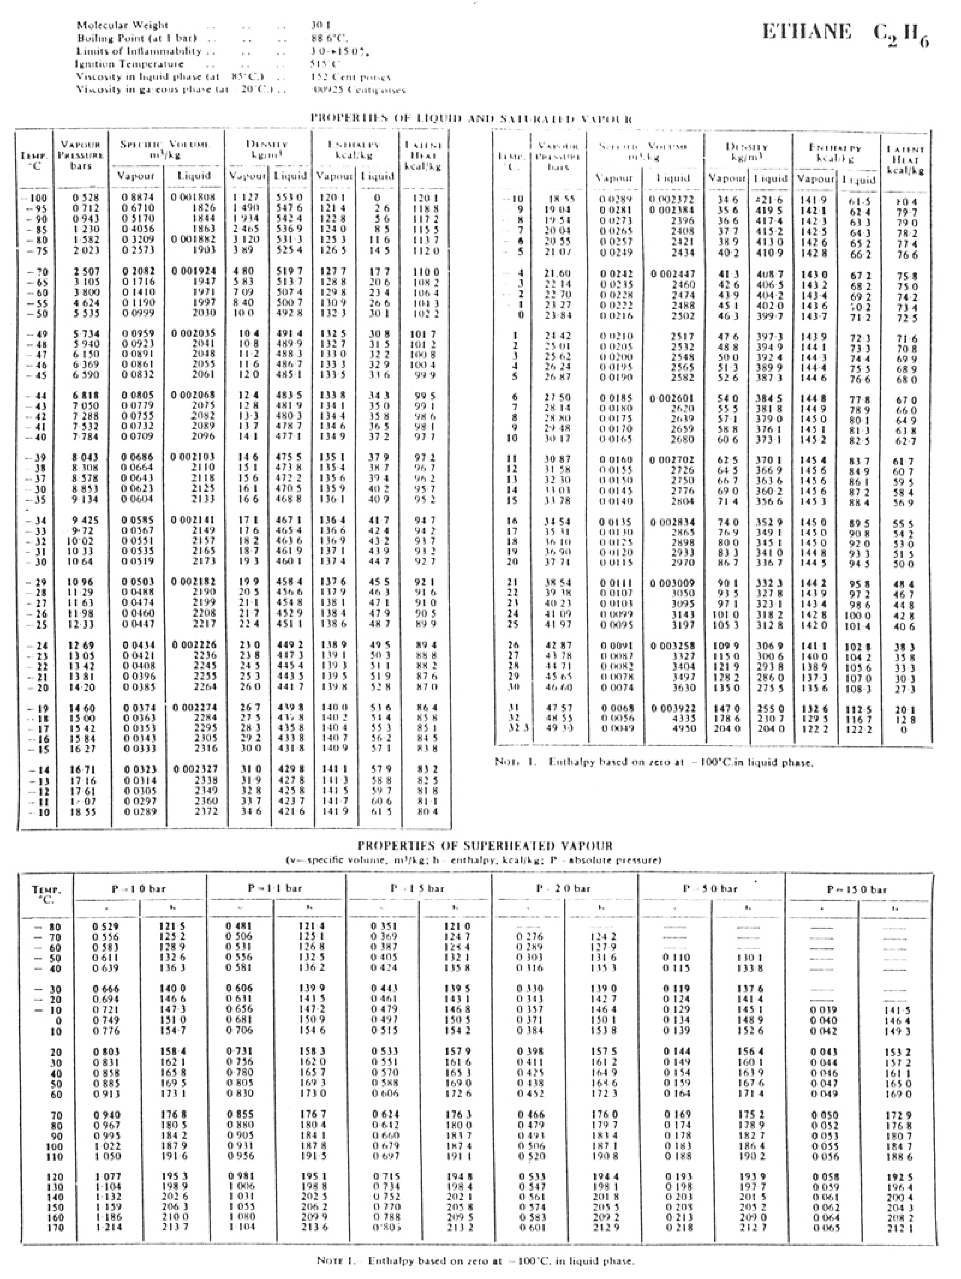 ETHANE C2H6
Molecular Weight .. .. .. 30.1
Boiling Point (at 1 bar) .. .. -88.6°C.
Limits of Inflammability .. .. .. 3.0→15.0%
Ignition Temperature .. .. .. 515 C
Viscosity in liquid phase (at -85°C.) .. .152 Centipoises
Viscosity in gaseous phase (at -20°C.) .. .00925 Centipoises
PROPERTIES OF LIQUID AND SATURATED VAPOUR
TEMP. °C | VAPOUR PRESSURE bars | SPECIFIC VOLUME m³/kg | DENSITY kg/m³ | ENTHALPY kcal/kg | LATENT HEAT kcal/kg
Vapour | Liquid | Vapour | Liquid | Vapour | Liquid
-100 0.528 0.8874 0.001808 1.127 553.0 120.1 0 120.1
-95 0.712 0.6710 1826 1.490 547.6 121.4 2.6 118.8
-90 0.943 0.5170 1844 1.934 542.4 122.8 5.6 117.2
-85 1.230 0.4056 1863 2.465 536.9 124.0 8.5 115.5
-80 1.582 0.3209 0.001882 3.120 531.3 125.3 11.6 113.7
-75 2.023 0.2573 1903 3.89 525.4 126.5 14.5 112.0
-70 2.507 0.2082 0.001924 4.80 519.7 127.7 17.7 110.0
-65 3.105 0.1716 1947 5.83 513.7 128.8 20.6 108.2
-60 3.800 0.1410 1971 7.09 507.4 129.8 23.4 106.4
-55 4.624 0.1190 1997 8.40 500.7 130.9 26.6 104.3
-50 5.535 0.0999 2030 10.0 492.8 132.3 30.1 102.2
-49 5.734 0.0959 0.002035 10.4 491.4 132.5 30.8 101.7
-48 5.940 0.0923 2041 10.8 489.9 132.7 31.5 101.2
-47 6.150 0.0891 2048 11.2 488.3 133.0 32.2 100.8
-46 6.369 0.0861 2055 11.6 486.7 133.3 32.9 100.4
-45 6.590 0.0832 2061 12.0 485.1 133.5 33.6 99.9
-44 6.818 0.0805 0.002068 12.4 483.5 133.8 34.3 99.5
-43 7.050 0.0779 2075 12.8 481.9 134.1 35.0 99.1
-42 7.288 0.0755 2082 13.3 480.3 134.4 35.8 98.6
-41 7.532 0.0732 2089 13.7 478.7 134.6 36.5 98.1
-40 7.784 0.0709 2096 14.1 477.1 134.9 37.2 97.7
-39 8.043 0.0686 0.002103 14.6 475.5 135.1 37.9 97.2
-38 8.308 0.0664 2110 15.1 473.8 135.4 38.7 96.7
-37 8.578 0.0643 2118 15.6 472.2 135.6 39.4 96.2
-30 8.853 0.0623 2125 16.1 470.5 135.9 40.2 95.7
-35 9.134 0.0604 2133 16.6 468.8 136.1 40.9 95.2
-34 9.425 0.0585 0.002141 17.1 467.1 136.4 41.7 94.7
-33 9.72 0.0567 2149 17.6 465.4 136.6 42.4 94.2
-32 10.02 0.0551 2157 18.2 463.6 136.9 43.2 93.7
-31 10.33 0.0535 2165 18.7 461.9 137.1 43.9 93.2
-30 10.64 0.0519 2173 19.3 460.1 137.4 44.7 92.7
-29 10.96 0.0503 0.002182 19.9 458.4 137.6 45.5 92.1
-28 11.29 0.0488 2190 20.5 456.6 137.9 46.3 91.6
-27 11.63 0.0474 2199 21.1 454.8 138.1 47.1 91.0
-26 11.98 0.0460 2208 21.7 452.9 138.4 47.9 90.5
-25 12.33 0.0447 2217 22.4 451.1 138.6 48.7 89.9
-24 12.69 0.0434 0.002226 23.0 449.2 138.9 49.5 89.4
-23 13.05 0.0421 2236 23.8 447.3 139.1 50.3 88.8
-22 13.42 0.0408 2245 24.5 445.4 139.3 51.1 88.2
-21 13.81 0.0396 2255 25.3 443.5 139.5 51.9 87.6
-20 14.20 0.0385 2264 26.0 441.7 139.8 52.8 87.0
-19 14.60 0.0374 0.002274 26.7 439.8 140.0 53.6 86.4
-18 15.00 0.0363 2284 27.5 437.8 140.2 54.4 85.8
-17 15.42 0.0353 2295 28.3 435.8 140.4 55.3 85.1
-16 15.84 0.0343 2305 29.2 433.8 140.7 56.2 84.5
-15 16.27 0.0333 2316 30.0 431.8 140.9 57.1 83.8
-14 16.71 0.0323 0.002327 31.0 429.8 141.1 57.9 83.2
-13 17.16 0.0314 2338 31.9 427.8 141.3 58.8 82.5
-12 17.61 0.0305 2349 32.8 425.8 141.5 59.7 81.8
-11 18.07 0.0297 2360 33.7 423.7 141.7 60.6 81.1
-10 18.55 0.0289 2372 34.6 421.6 141.9 61.5 80.4
TEMP. °C. | VAPOUR PRESSURE bars | SPECIFIC VOLUME m³/kg | DENSITY kg/m³ | ENTHALPY kcal/kg | LATENT HEAT kcal/kg
Vapour | Liquid | Vapour | Liquid | Vapour | Liquid
-10 18.55 0.0289 0.002372 34.6 421.6 141.9 61.5 80.4
9 19.04 0.0281 0.002384 35.6 419.5 142.1 62.4 79.7
8 19.54 0.0273 2396 36.6 417.4 142.3 63.3 79.0
7 20.04 0.0265 2408 37.7 415.2 142.5 64.3 78.2
6 20.55 0.0257 2421 38.9 413.0 142.6 65.2 77.4
5 21.07 0.0249 2434 40.2 410.9 142.8 66.2 76.6
4 21.60 0.0242 0.002447 41.3 408.7 143.0 67.2 75.8
3 22.14 0.0235 2460 42.6 406.5 143.2 68.2 75.0
2 22.70 0.0228 2474 43.9 404.2 143.4 69.2 74.2
1 23.27 0.0222 2488 45.1 402.0 143.6 70.2 73.4
0 23.84 0.0216 2502 46.3 399.7 143.7 71.2 72.5
1 24.42 0.0210 2517 47.6 397.3 143.9 72.3 71.6
2 25.01 0.0205 2532 48.8 394.9 144.1 73.3 70.8
3 25.62 0.0200 2548 50.0 392.4 144.3 74.4 69.9
4 26.24 0.0195 2565 51.3 389.9 144.4 75.5 68.9
5 26.87 0.0190 2582 52.6 387.3 144.6 76.6 68.0
6 27.50 0.0185 0.002601 54.0 384.5 144.8 77.8 67.0
7 28.14 0.0180 2620 55.5 381.8 144.9 78.9 66.0
8 28.80 0.0175 2639 57.1 379.0 145.0 80.1 64.9
9 29.48 0.0170 2659 58.8 376.1 145.1 81.3 63.8
10 30.17 0.0165 2680 60.6 373.1 145.2 82.5 62.7
11 30.87 0.0160 0.002702 62.5 370.1 145.4 83.7 61.7
12 31.58 0.0155 2726 64.5 366.9 145.6 84.9 60.7
13 32.30 0.0150 2750 66.7 363.6 145.6 86.1 59.5
14 33.03 0.0145 2776 69.0 360.2 145.6 87.2 58.4
15 33.78 0.0140 2804 71.4 356.6 145.3 88.4 56.9
16 34.54 0.0135 0.002834 74.0 352.9 145.0 89.5 55.5
17 35.31 0.0130 2865 76.9 349.1 145.0 90.8 54.2
18 36.10 0.0125 2898 80.0 345.1 145.0 92.0 53.0
19 36.90 0.0120 2933 83.3 341.0 144.8 93.3 51.5
20 37.71 0.0115 2970 86.7 336.7 144.5 94.5 50.0
21 38.54 0.0111 0.003009 90.1 332.3 144.2 95.8 48.4
22 39.38 0.0107 3050 93.5 327.8 143.9 97.2 46.7
23 40.23 0.0103 3095 97.1 323.1 143.4 98.6 44.8
24 41.09 0.0099 3143 101.0 318.2 142.8 100.0 42.8
25 41.97 0.0095 3197 105.3 312.8 142.0 101.4 40.6
26 42.87 0.0091 0.003258 109.9 306.9 141.1 102.8 38.3
27 43.78 0.0087 3327 115.0 300.6 140.0 104.2 35.8
28 44.71 0.0082 3404 121.9 293.8 138.9 105.6 33.3
29 45.65 0.0078 3497 128.2 286.0 137.3 107.0 30.3
30 46.60 0.0074 3630 135.0 275.5 135.6 108.3 27.3
31 47.57 0.0068 0.003922 147.0 255.0 132.6 112.5 20.1
32 48.55 0.0056 4335 178.6 230.7 129.5 116.7 12.8
32.3 49.30 0.0049 4950 204.0 204.0 122.2 122.2 0
NOTE 1. Enthalpy based on zero at -100°C. in liquid phase.
PROPERTIES OF SUPERHEATED VAPOUR
(v=specific volume, m³/kg; h - enthalpy, kcal/kg; P - absolute pressure)
TEMP. °C. | P=1.0 bar | P=1.1 bar | P-1.5 bar | P-2.0 bar | P-5.0 bar | P=15.0 bar
v | h | v | h | v | h | v | h | v | h | v | h
-80 0.529 121.5 0.481 121.4 0.351 121.0 — — — — — —
-70 0.556 125.2 0.506 125.1 0.369 124.7 0.276 124.2 — — — —
-60 0.583 128.9 0.531 126.8 0.387 128.4 0.289 127.9 — — — —
-50 0.611 132.6 0.556 132.5 0.405 132.1 0.303 131.6 0.110 130.1 — —
-40 0.639 136.3 0.581 136.2 0.424 135.8 0.316 135.3 0.115 133.8 — —
-30 0.666 140.0 0.606 139.9 0.443 139.5 0.330 139.0 0.119 137.6 — —
-20 0.694 146.6 0.631 143.5 0.461 143.1 0.343 142.7 0.124 141.4 — —
-10 0.721 147.3 0.656 147.2 0.479 146.8 0.357 146.4 0.129 145.1 0.039 141.5
0 0.749 151.0 0.681 150.9 0.497 150.5 0.371 150.1 0.134 148.9 0.040 146.4
10 0.776 154.7 0.706 154.6 0.515 154.2 0.384 153.8 0.139 152.6 0.042 149.3
20 0.803 158.4 0.731 158.3 0.533 157.9 0.398 157.5 0.144 156.4 0.043 153.2
30 0.831 162.1 0.756 162.0 0.551 161.6 0.411 161.2 0.149 160.1 0.044 157.2
40 0.858 165.8 0.780 165.7 0.570 165.3 0.425 164.9 0.154 163.9 0.046 161.1
50 0.885 169.5 0.805 169.3 0.588 169.0 0.438 168.6 0.159 167.6 0.047 165.0
60 0.913 173.1 0.830 173.0 0.606 172.6 0.452 172.3 0.164 171.4 0.049 169.0
70 0.940 176.8 0.855 176.7 0.624 176.3 0.466 176.0 0.169 175.2 0.050 172.9
80 0.967 180.5 0.880 180.4 0.642 180.0 0.479 179.7 0.174 178.9 0.052 176.8
90 0.995 184.2 0.905 184.1 0.660 183.7 0.493 183.4 0.178 182.7 0.053 180.7
100 1.022 187.9 0.931 187.8 0.679 187.4 0.506 187.1 0.183 186.4 0.055 184.7
110 1.050 191.6 0.956 191.5 0.697 191.1 0.520 190.8 0.188 190.2 0.056 188.6
120 1.077 195.3 0.981 195.1 0.715 194.8 0.533 194.4 0.193 193.9 0.058 192.5
130 1.104 198.9 1.006 198.8 0.734 198.4 0.547 198.1 0.198 197.7 0.059 196.4
140 1.132 202.6 1.031 202.5 0.752 202.1 0.561 201.8 0.203 201.5 0.061 200.4
150 1.159 206.3 1.055 206.2 0.770 205.8 0.574 205.5 0.208 205.2 0.062 204.3
160 1.186 210.0 1.080 209.9 0.788 209.5 0.583 209.2 0.213 209.0 0.064 208.2
170 1.214 213.7 1.104 213.6 0.805 213.2 0.601 212.9 0.218 212.7 0.065 212.1
NOTE 1.- Enthalpy based on zero at -100°C. in liquid phase.